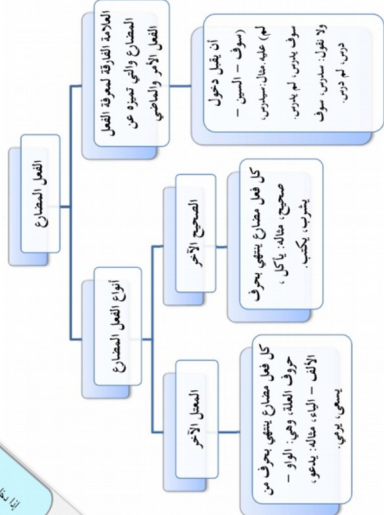 الفعل المضارع
العلامة الفارقة لمعرفة الفعل
المضارع والتي تميزه عن
الفعل الأمر والماضي
أن يقبل دخول
(سوف – السين –
لم) عليه. مثال: سيدرس،
سوف يدرس، لم يدرس.
ولا نقول: سدرس، سوف
درس، لم درس.
أنواع الفعل المضارع
الصحيح الآخر
كل فعل مضارع ينتهي بحرف
صحيح، مثاله: يأكل ،
يشرب، يكتب.
المعتل الآخر
كل فعل مضارع ينتهي بحرف من
حروف العلة، وهي: الواو –
الألف – الياء، مثاله: يدعو،
يسعى، يرمي.